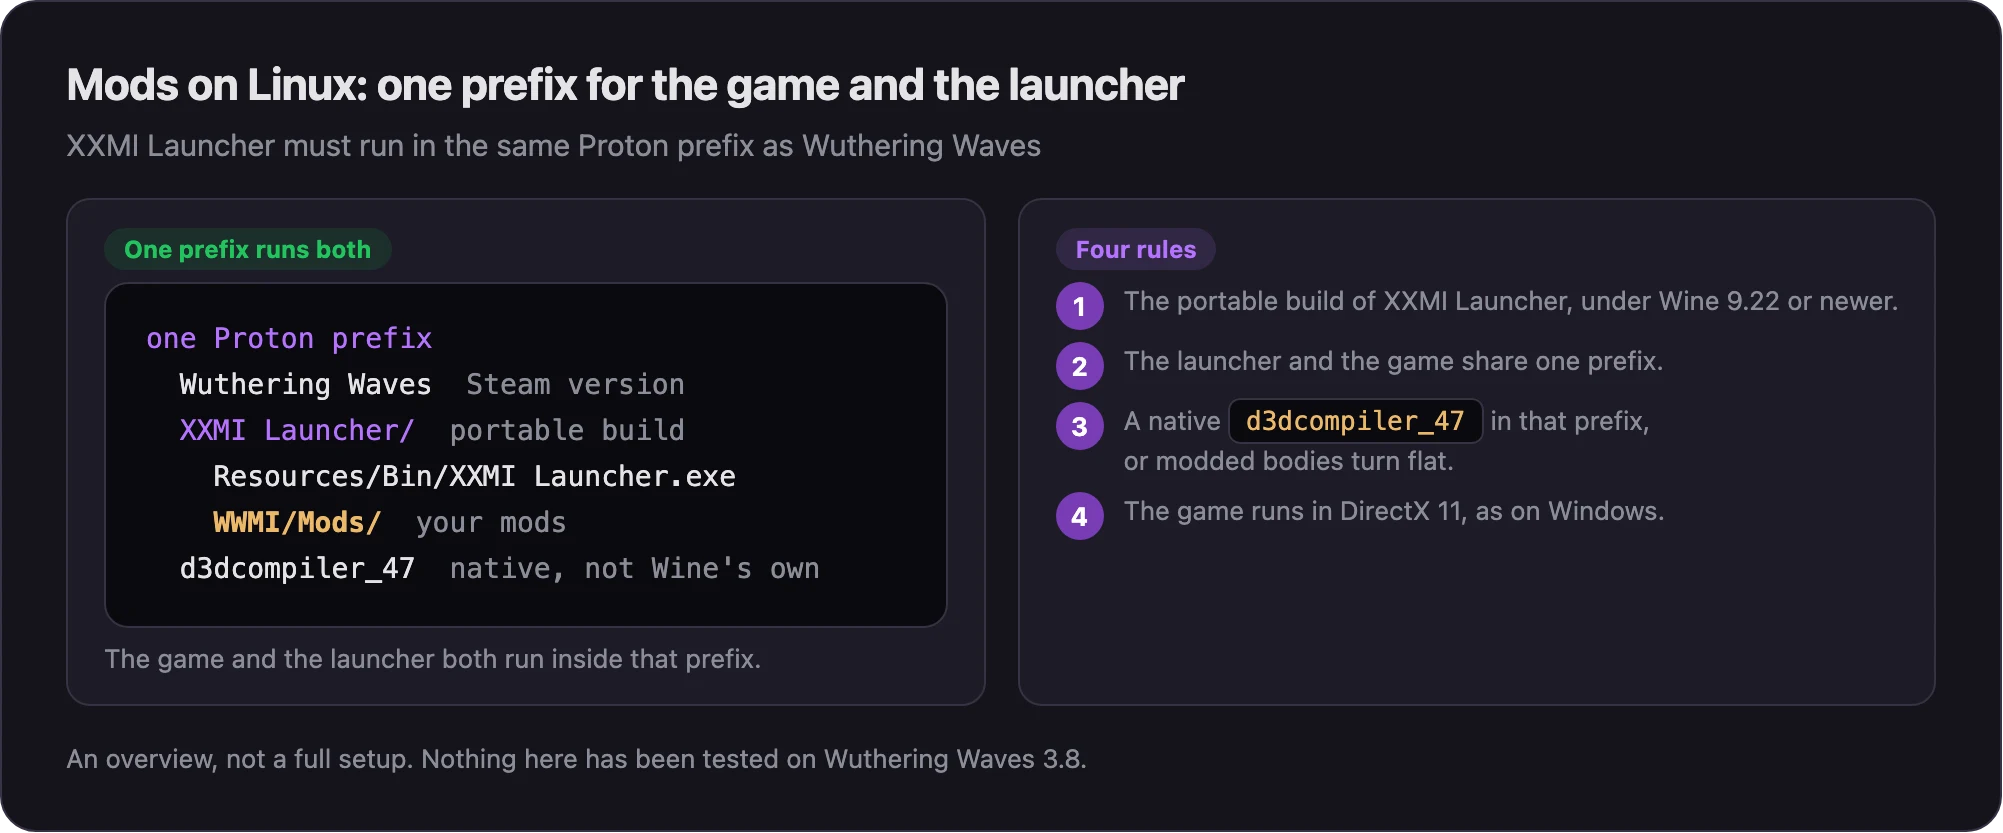 Mods on Linux: one prefix for the game and the launcher
XXMI Launcher must run in the same Proton prefix as Wuthering Waves
One prefix runs both
one Proton prefix
Wuthering Waves  Steam version
XXMI Launcher/  portable build
Resources/Bin/XXMI Launcher.exe
WWMI/Mods/  your mods
d3dcompiler_47  native, not Wine's own
The game and the launcher both run inside that prefix.
Four rules
1 The portable build of XXMI Launcher, under Wine 9.22 or newer.
2 The launcher and the game share one prefix.
3 A native d3dcompiler_47 in that prefix,
or modded bodies turn flat.
4 The game runs in DirectX 11, as on Windows.
An overview, not a full setup. Nothing here has been tested on Wuthering Waves 3.8.